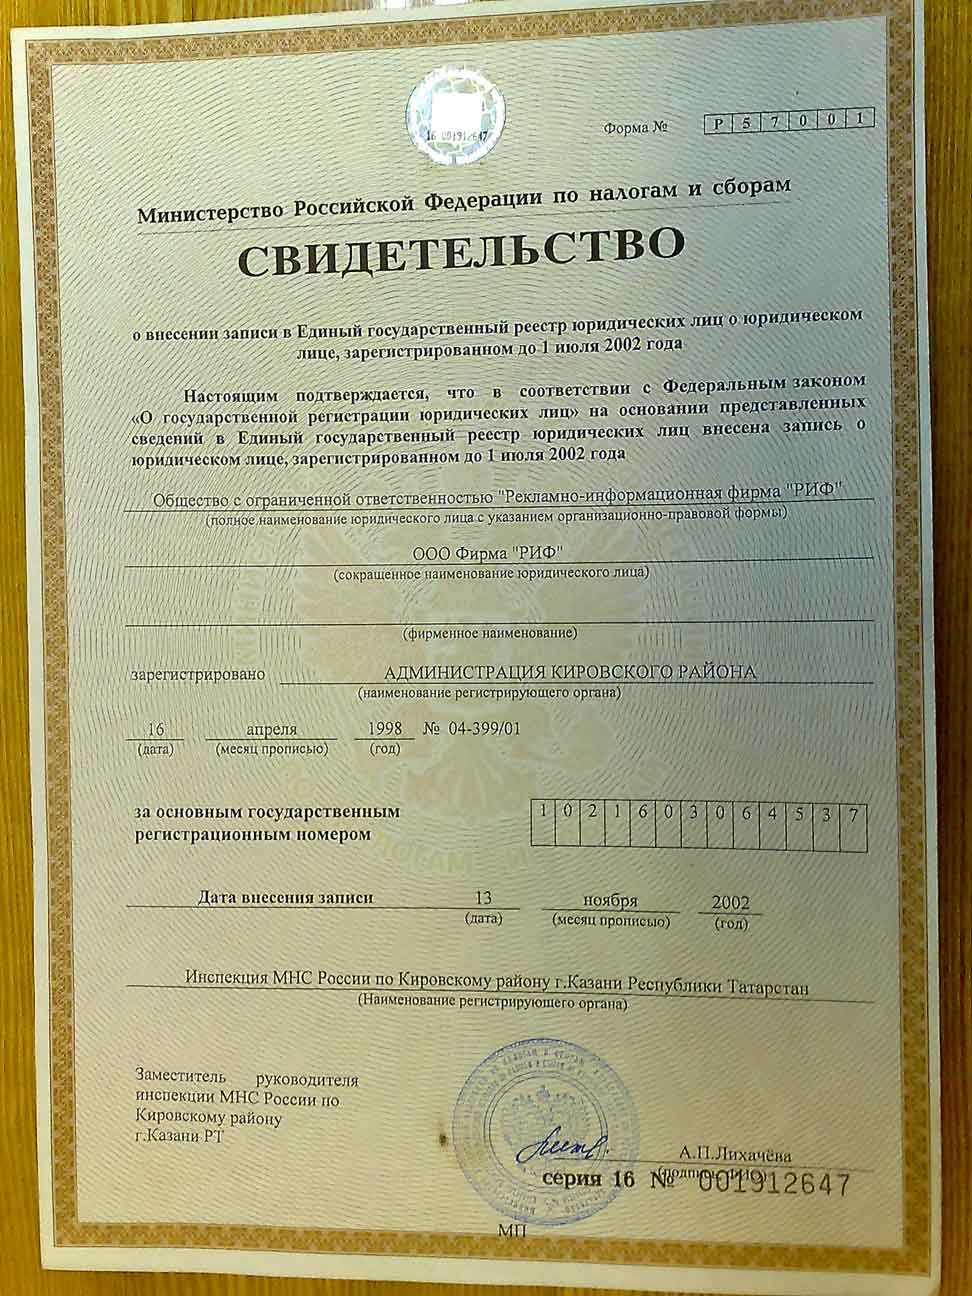 16 001912647
Форма № Р57001
Министерство Российской Федерации по налогам и сборам
СВИДЕТЕЛЬСТВО
о внесении записи в Единый государственный реестр юридических лиц о юридическом
лице, зарегистрированном до 1 июля 2002 года
Настоящим подтверждается, что в соответствии с Федеральным законом
«О государственной регистрации юридических лиц» на основании представленных
сведений в Единый государственный реестр юридических лиц внесена запись о
юридическом лице, зарегистрированном до 1 июля 2002 года
Общество с ограниченной ответственностью "Рекламно-информационная фирма "РИФ"
(полное наименование юридического лица с указанием организационно-правовой формы)
ООО Фирма "РИФ"
(сокращенное наименование юридического лица)
(фирменное наименование)
зарегистрировано АДМИНИСТРАЦИЯ КИРОВСКОГО РАЙОНА
(наименование регистрирующего органа)
16 апреля 1998 № 04-399/01
(дата) (месяц прописью) (год)
за основным государственным
регистрационным номером 1021603064537
Дата внесения записи 13 ноября 2002
(дата) (месяц прописью) (год)
Инспекция МНС России по Кировскому району г.Казани Республики Татарстан
(Наименование регистрирующего органа)
Заместитель руководителя
инспекции МНС России по
Кировскому району
г.Казани РТ
А.П.Лихачёва
(подпись, ФИО)
серия 16 № 001912647
МП